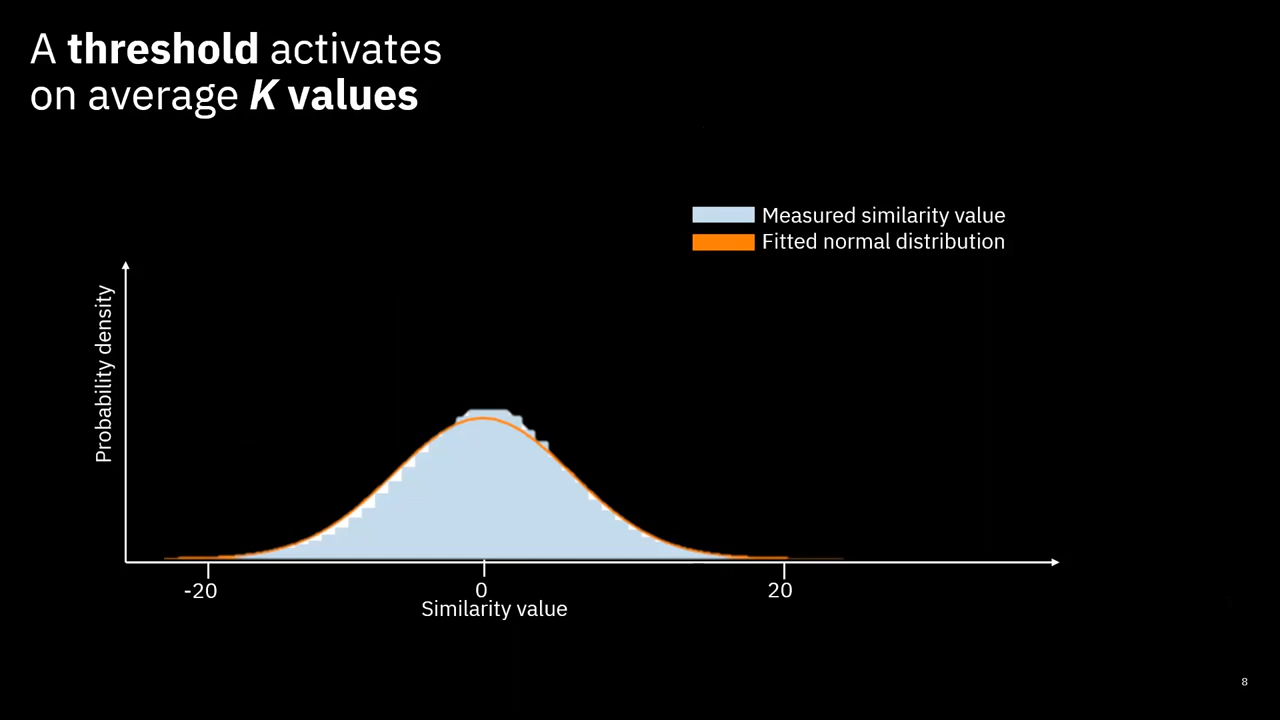 A threshold activates
on average K values
Measured similarity value
Fitted normal distribution
Probability density
-20
0
20
Similarity value
8